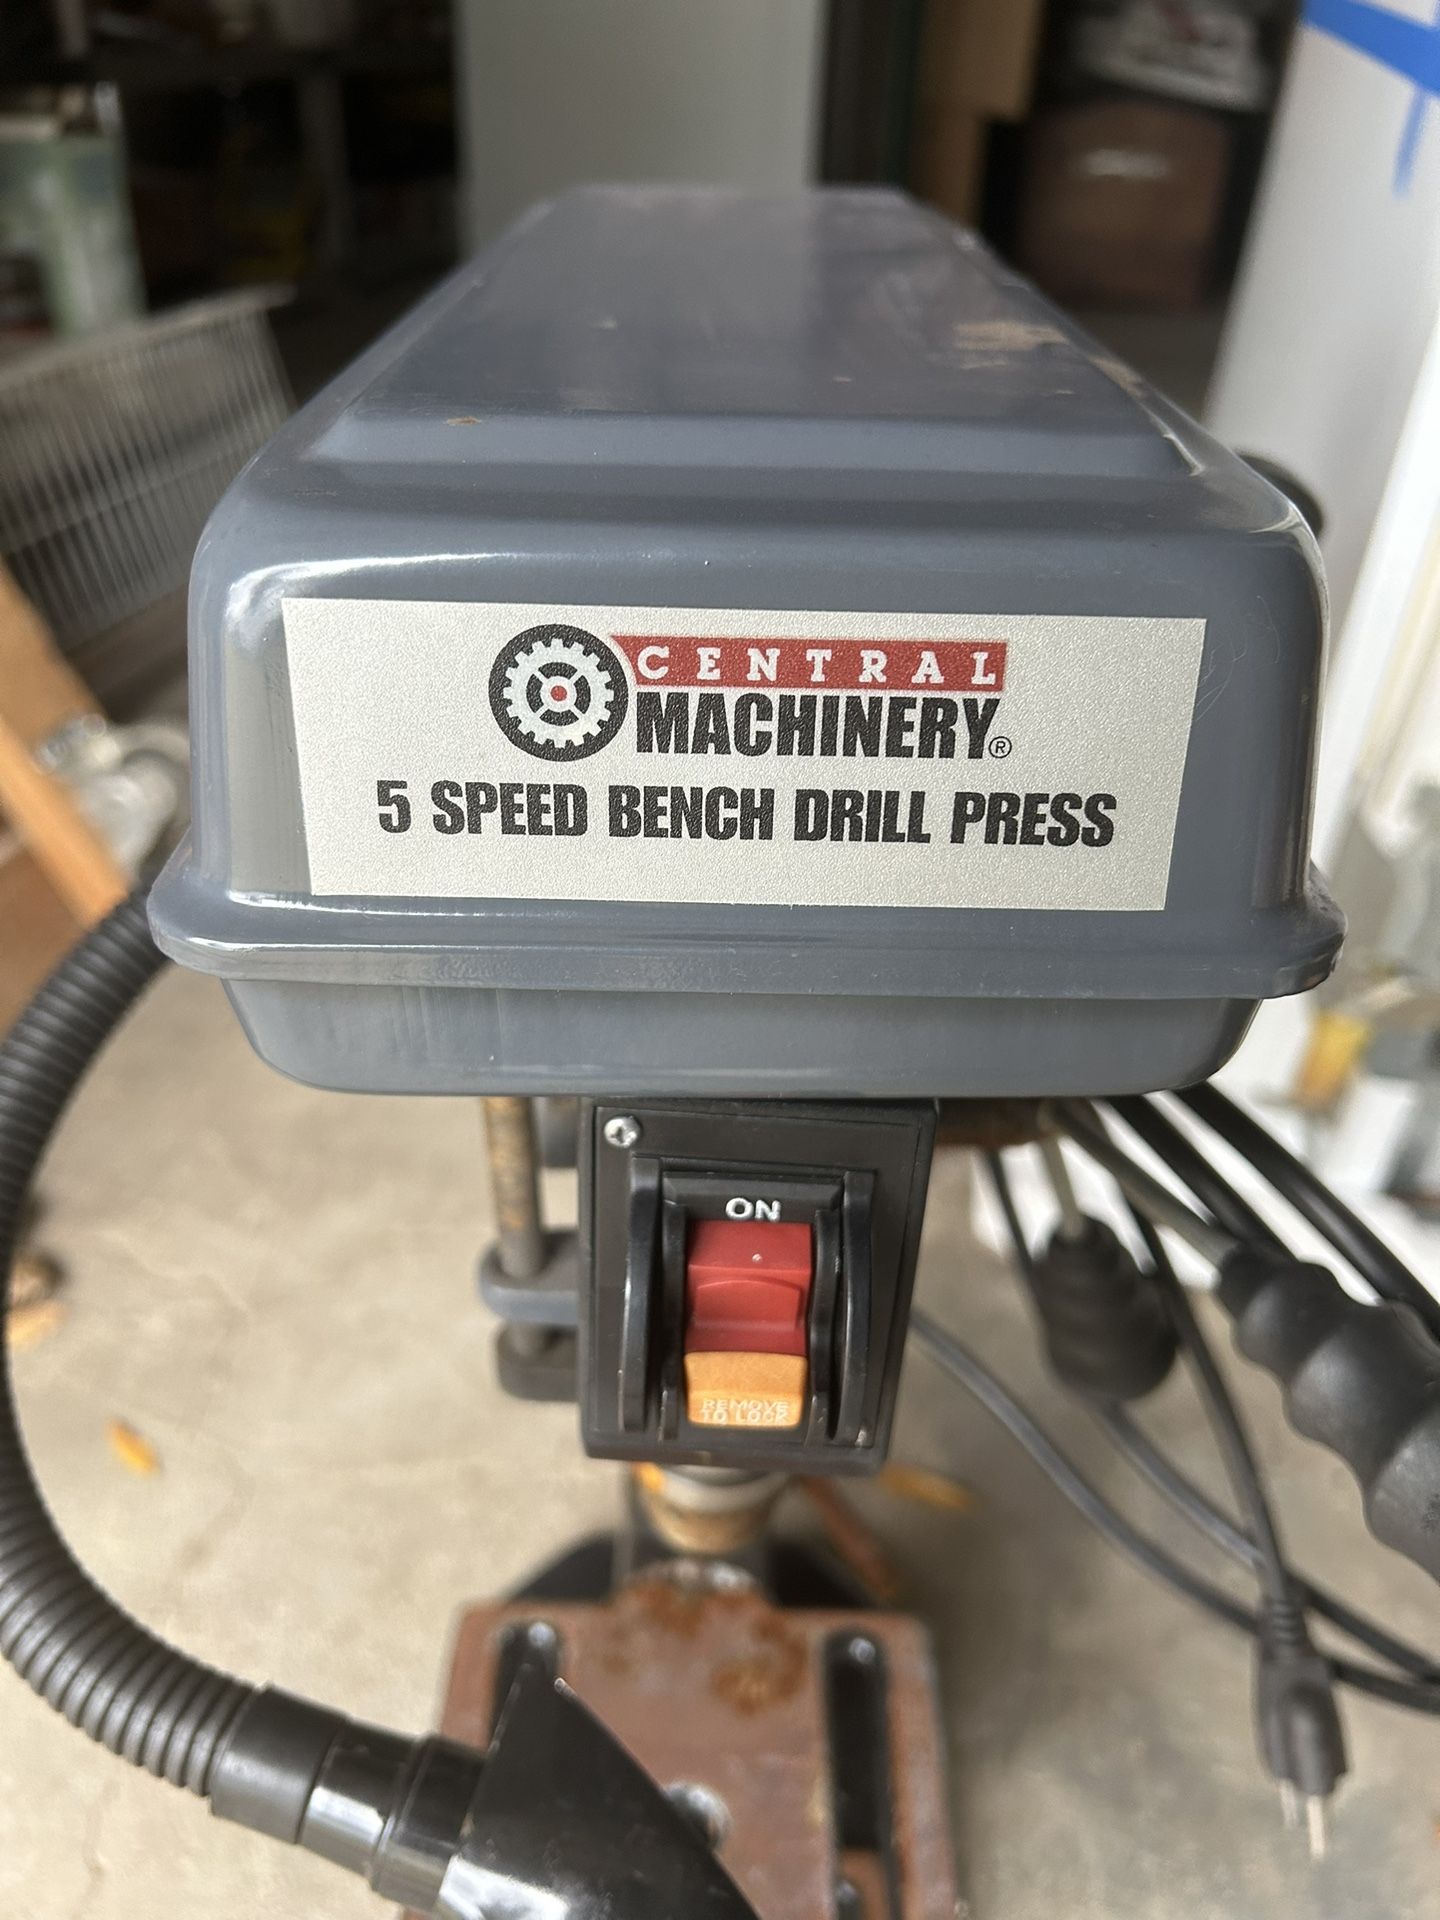 CENTRAL
MACHINERY®
5 SPEED BENCH DRILL PRESS
ON
REMOVE
TO LOCK